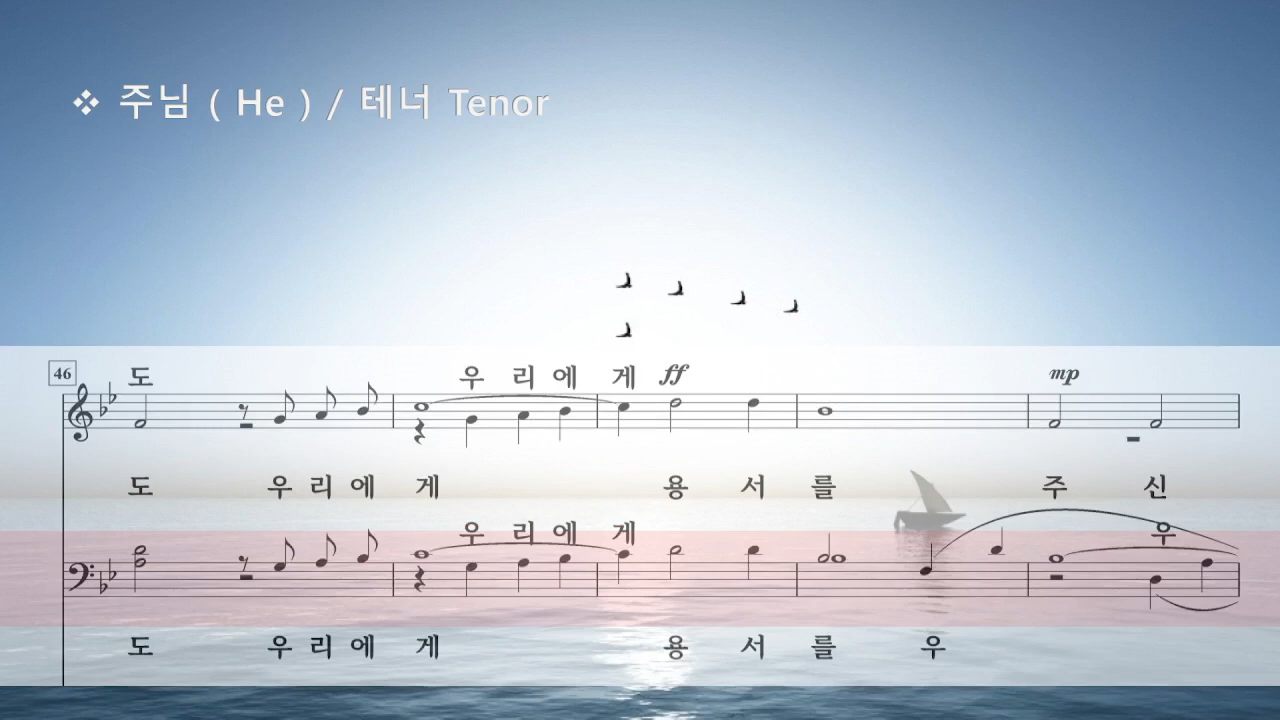 ❖ 주님 ( He ) / 테너 Tenor
46 도 우 리 에 게 ff mp
도 우 리 에 게 용 서 를 주 신
우 리 에 게 우
도 우 리 에 게 용 서 를 우